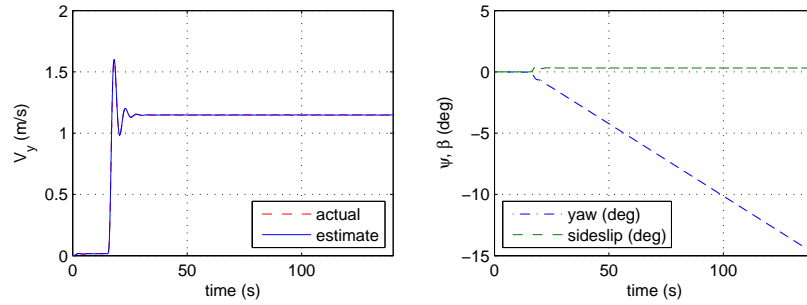 2
1.5
1
0.5
0
V_y (m/s)
0 50 100
time (s)
actual
estimate
5
0
−5
−10
−15
ψ, β (deg)
0 50 100
time (s)
yaw (deg)
sideslip (deg)